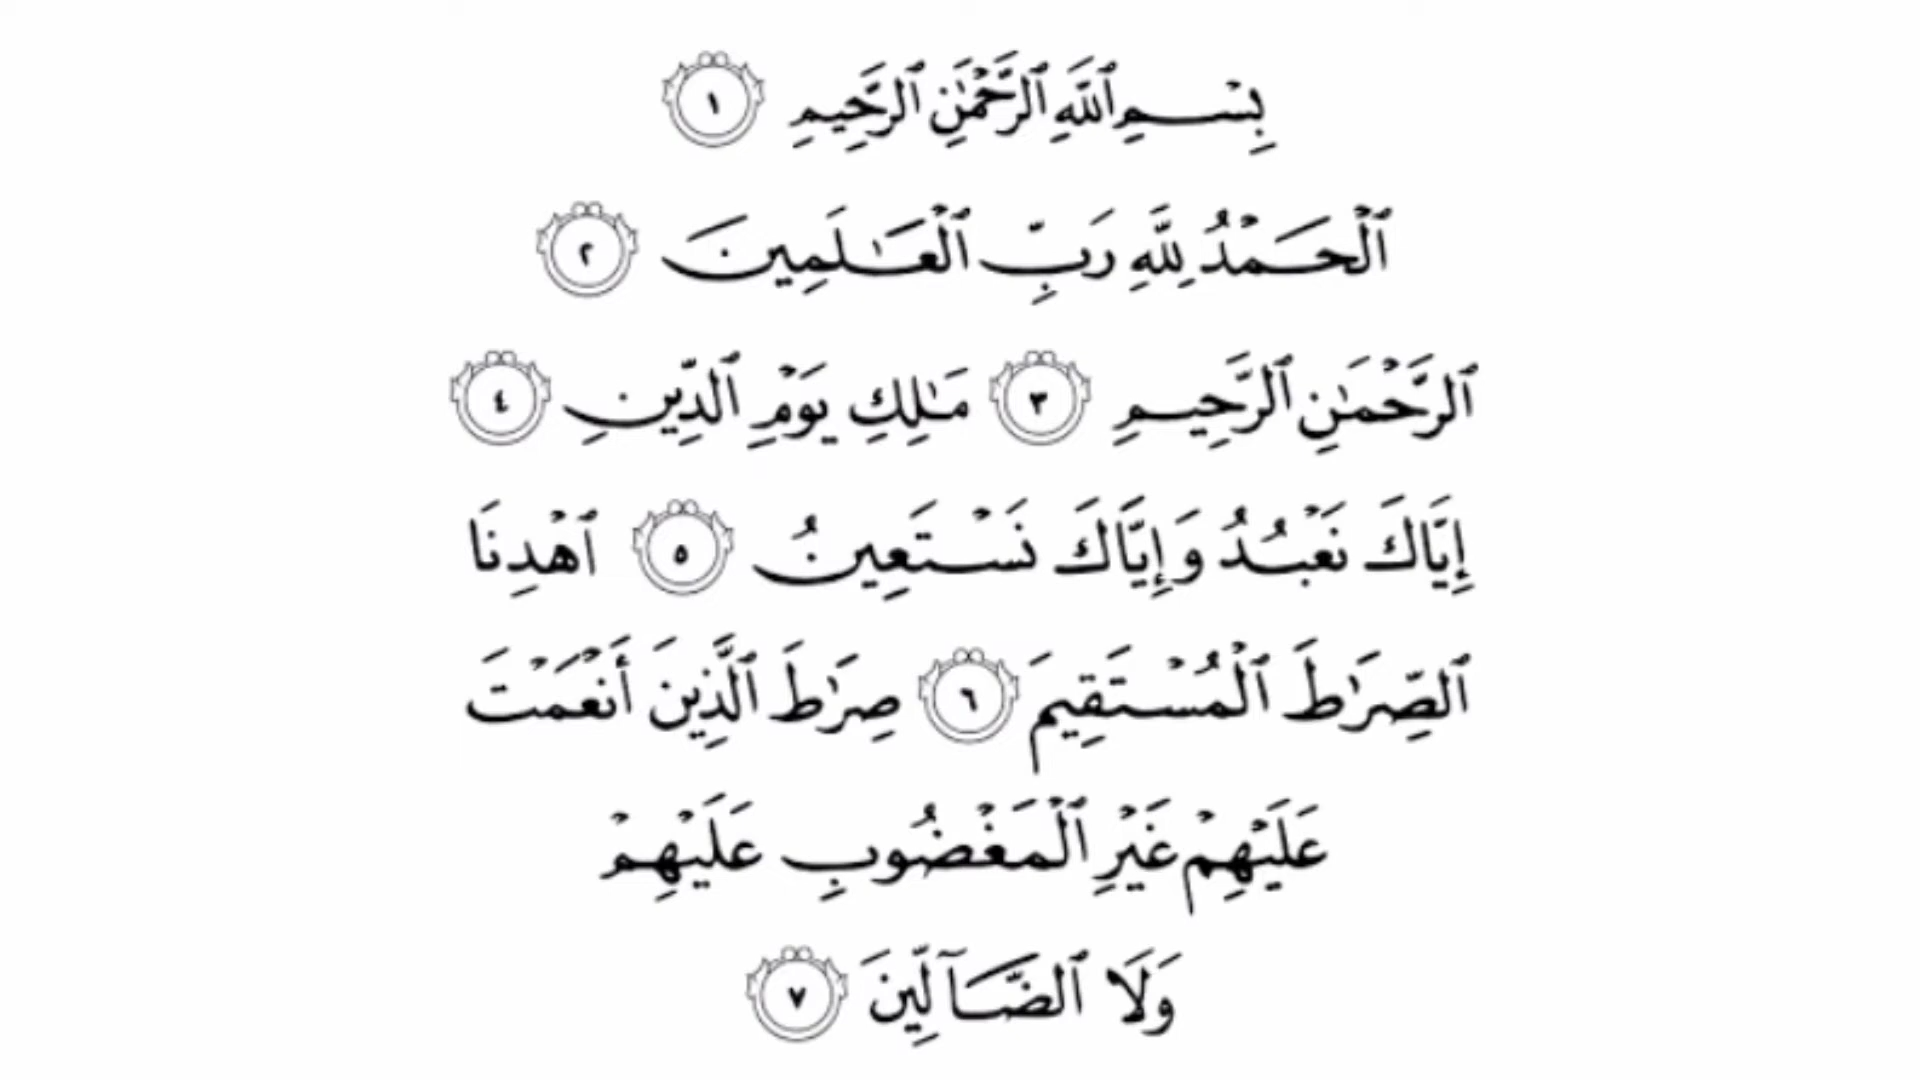 بِسْمِ ٱللَّهِ ٱلرَّحْمَٰنِ ٱلرَّحِيمِ ١
ٱلْحَمْدُ لِلَّهِ رَبِّ ٱلْعَٰلَمِينَ ٢
ٱلرَّحْمَٰنِ ٱلرَّحِيمِ ٣ مَٰلِكِ يَوْمِ ٱلدِّينِ ٤
إِيَّاكَ نَعْبُدُ وَإِيَّاكَ نَسْتَعِينُ ٥ ٱهْدِنَا
ٱلصِّرَٰطَ ٱلْمُسْتَقِيمَ ٦ صِرَٰطَ ٱلَّذِينَ أَنْعَمْتَ
عَلَيْهِمْ غَيْرِ ٱلْمَغْضُوبِ عَلَيْهِمْ
وَلَا ٱلضَّآلِّينَ ٧